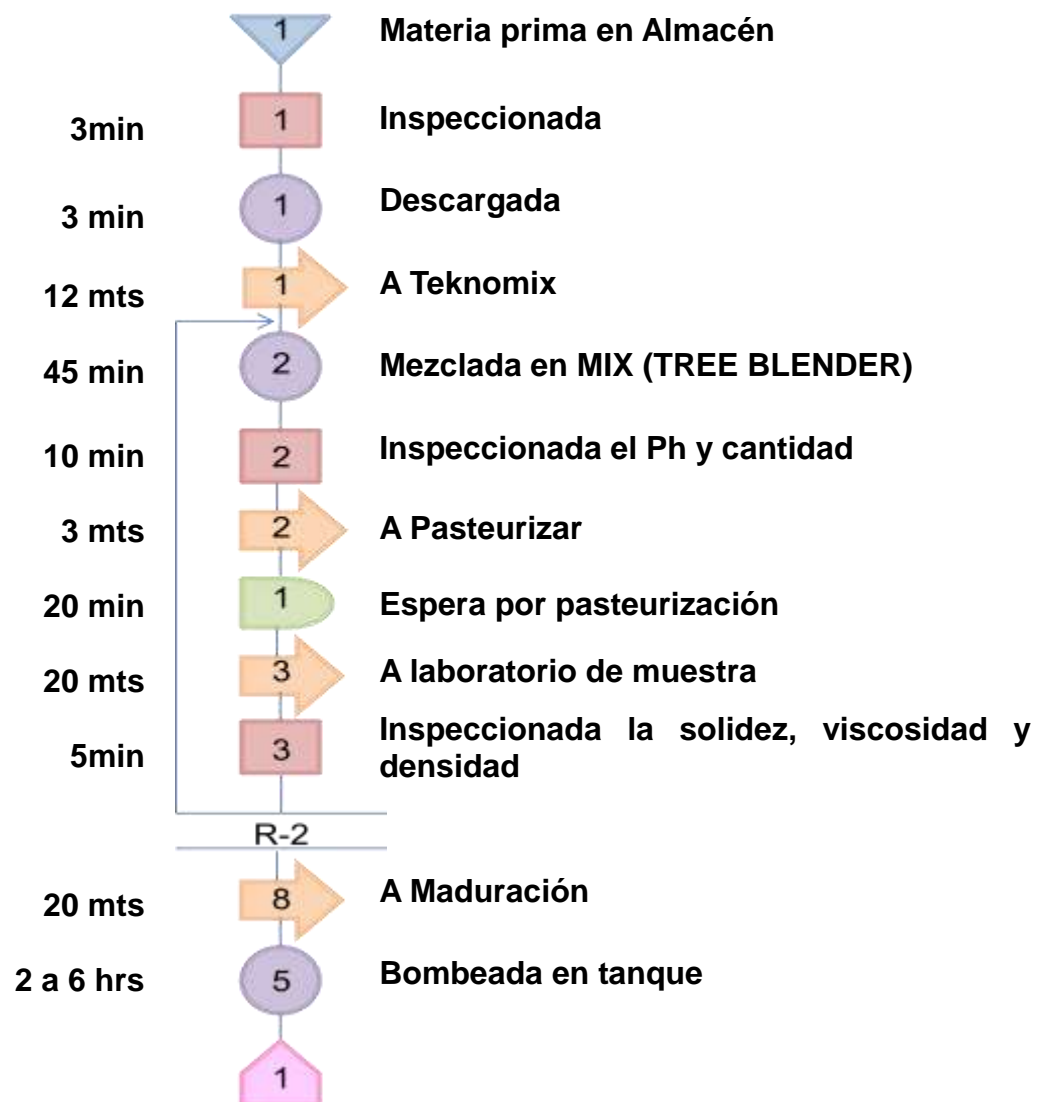 1 Materia prima en Almacén
3min 1 Inspeccionada
3 min 1 Descargada
12 mts 1 A Teknomix
45 min 2 Mezclada en MIX (TREE BLENDER)
10 min 2 Inspeccionada el Ph y cantidad
3 mts 2 A Pasteurizar
20 min 1 Espera por pasteurización
20 mts 3 A laboratorio de muestra
5min 3 Inspeccionada la solidez, viscosidad y
densidad
R-2
20 mts 8 A Maduración
2 a 6 hrs 5 Bombeada en tanque
1